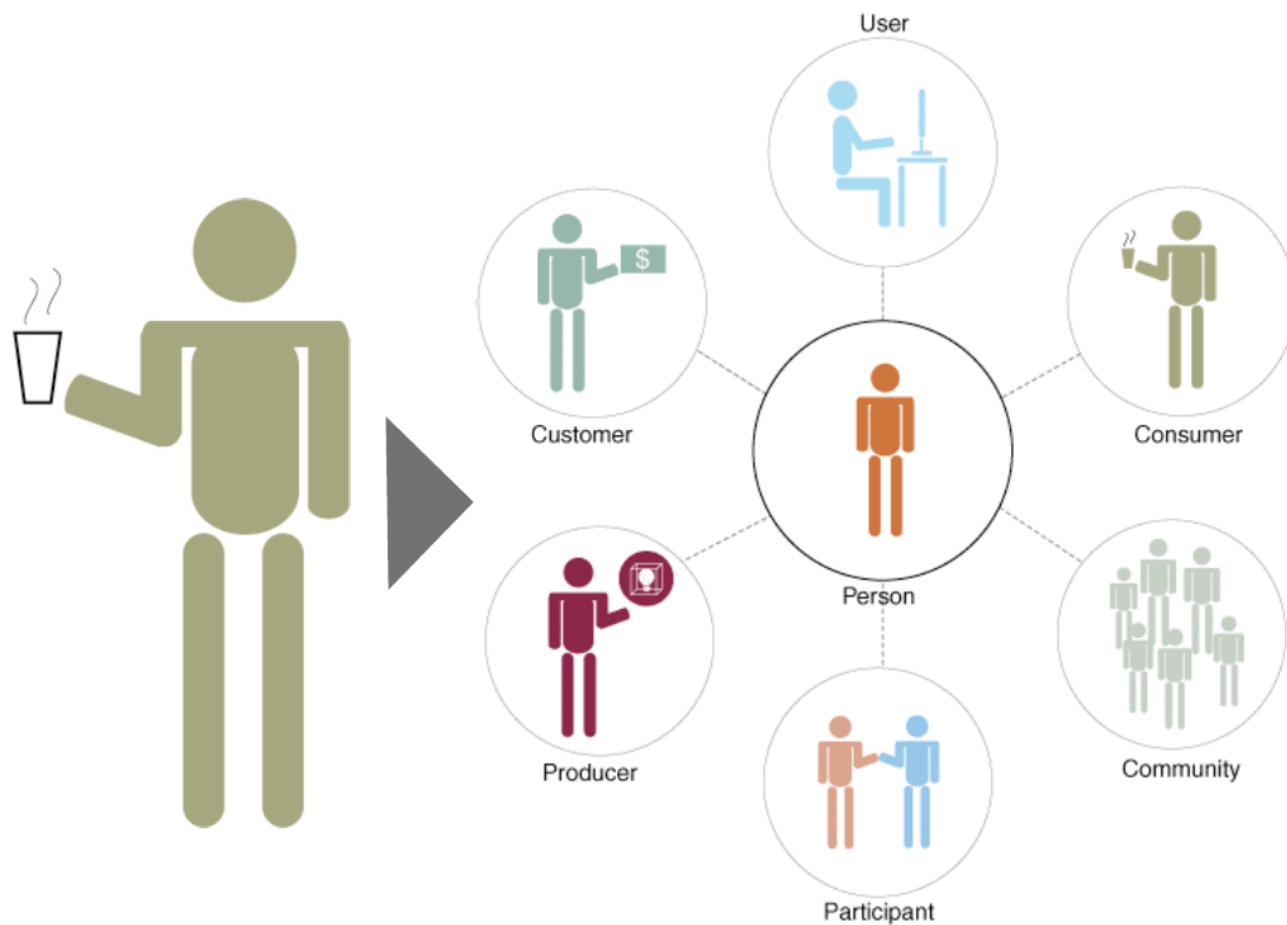 User
$
Customer
Consumer
Person
Producer
Community
Participant